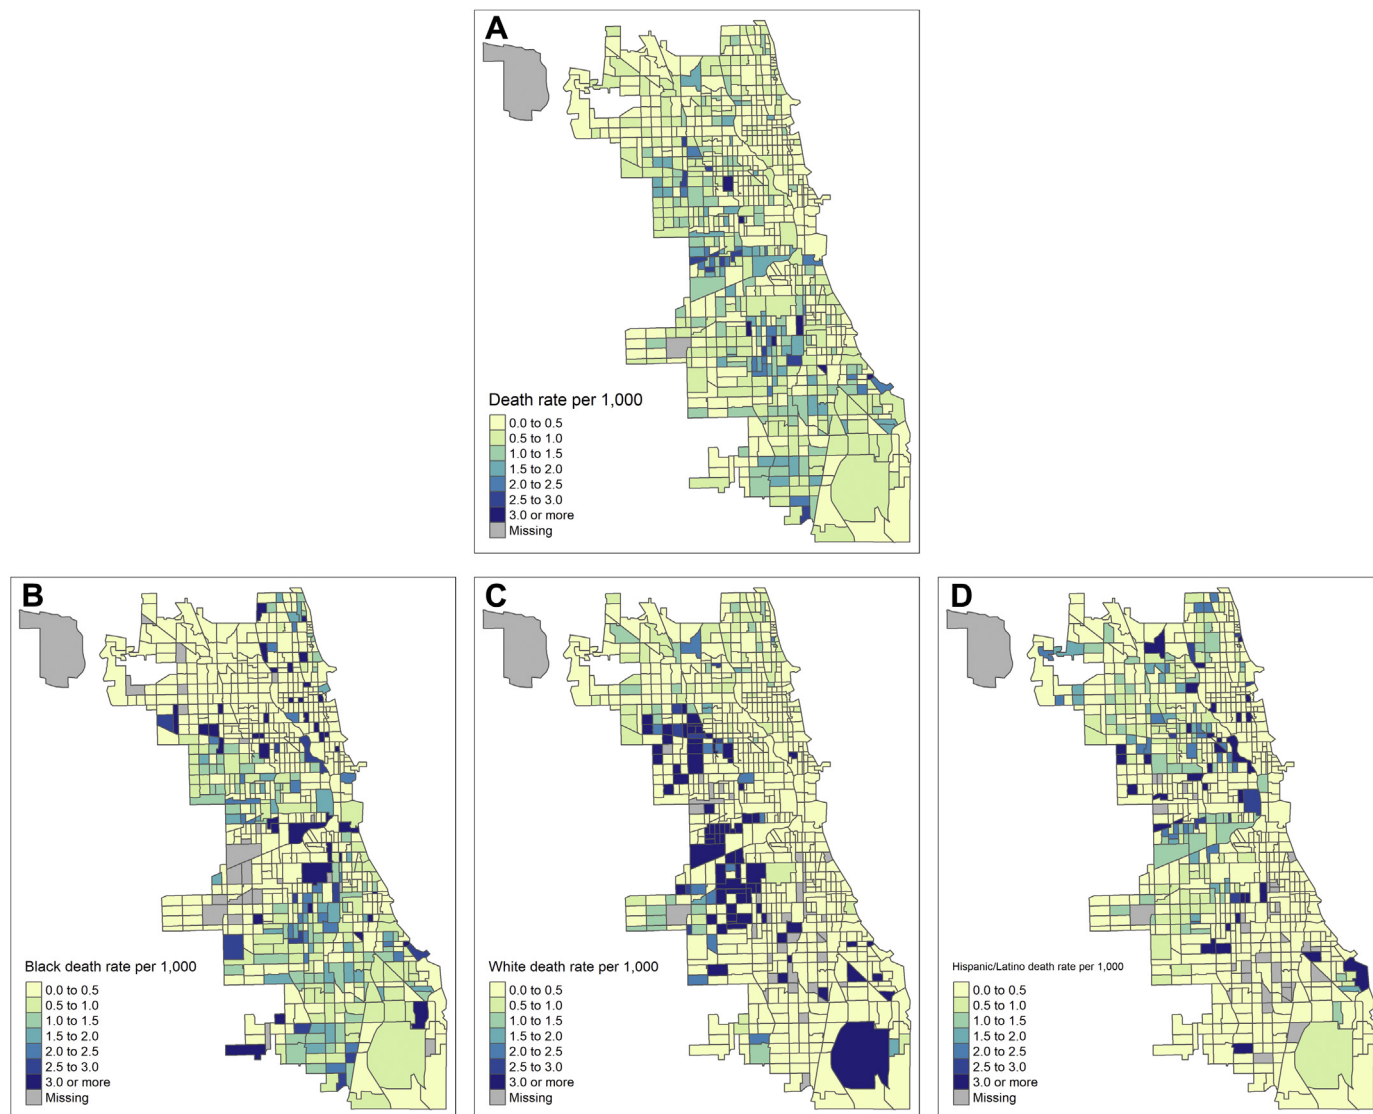 A
Death rate per 1,000
0.0 to 0.5
0.5 to 1.0
1.0 to 1.5
1.5 to 2.0
2.0 to 2.5
2.5 to 3.0
3.0 or more
Missing
B
Black death rate per 1,000
0.0 to 0.5
0.5 to 1.0
1.0 to 1.5
1.5 to 2.0
2.0 to 2.5
2.5 to 3.0
3.0 or more
Missing
C
White death rate per 1,000
0.0 to 0.5
0.5 to 1.0
1.0 to 1.5
1.5 to 2.0
2.0 to 2.5
2.5 to 3.0
3.0 or more
Missing
D
Hispanic/Latino death rate per 1,000
0.0 to 0.5
0.5 to 1.0
1.0 to 1.5
1.5 to 2.0
2.0 to 2.5
2.5 to 3.0
3.0 or more
Missing